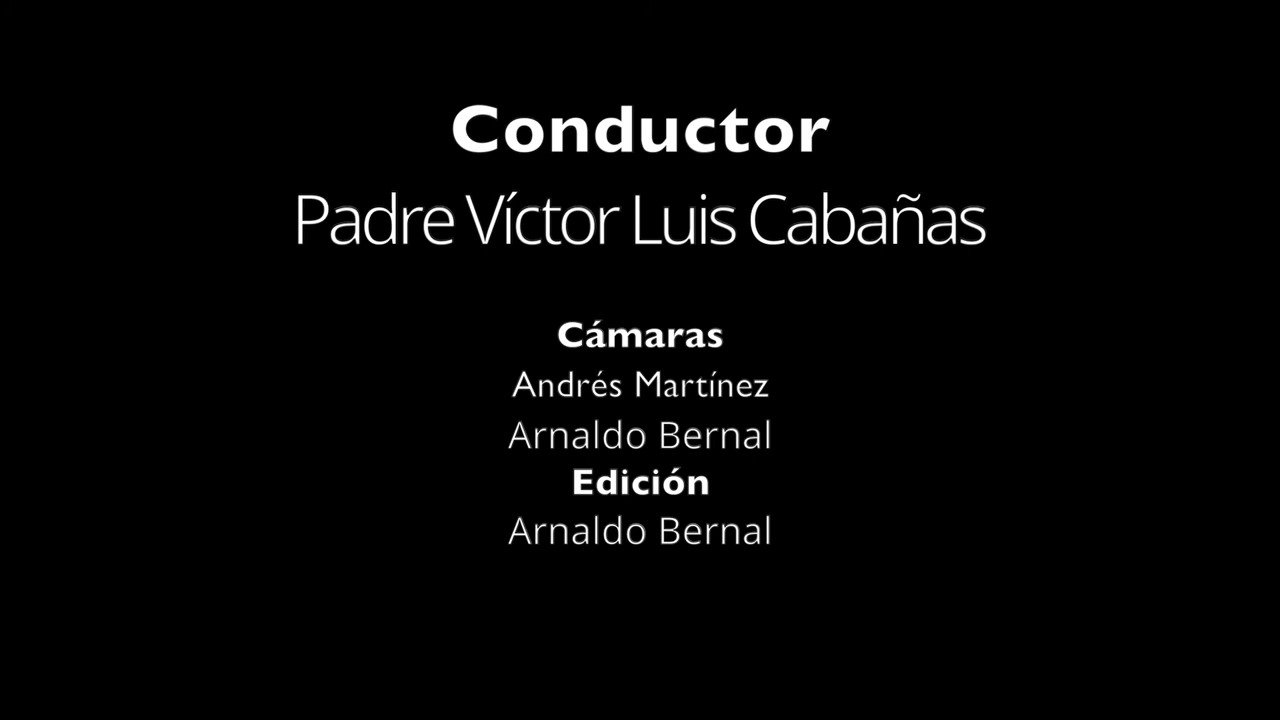 Conductor
Padre Víctor Luis Cabañas
Cámaras
Andrés Martínez
Arnaldo Bernal
Edición
Arnaldo Bernal